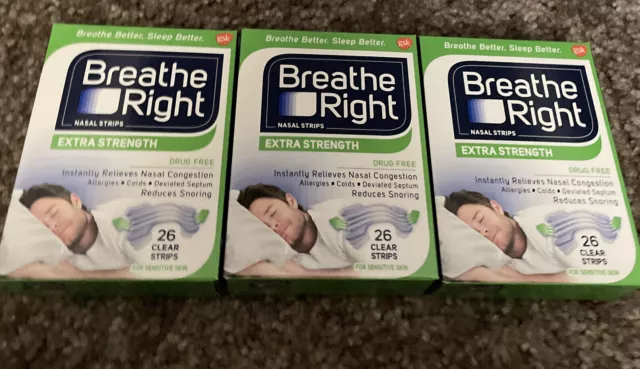 Breathe Better. Sleep Better.
gsk
Breathe
Right
NASAL STRIPS
EXTRA STRENGTH
DRUG FREE
Instantly Relieves Nasal Congestion
Allergies • Colds • Deviated Septum
Reduces Snoring
26
CLEAR
STRIPS
FOR SENSITIVE SKIN
Breathe Better. Sleep Better.
gsk
Breathe
Right
NASAL STRIPS
EXTRA STRENGTH
DRUG FREE
Instantly Relieves Nasal Congestion
Allergies • Colds • Deviated Septum
Reduces Snoring
26
CLEAR
STRIPS
FOR SENSITIVE SKIN
Breathe Better. Sleep Better.
gsk
Breathe
Right
NASAL STRIPS
EXTRA STRENGTH
DRUG FREE
Instantly Relieves Nasal Congestion
Allergies • Colds • Deviated Septum
Reduces Snoring
26
CLEAR
STRIPS
FOR SENSITIVE SKIN